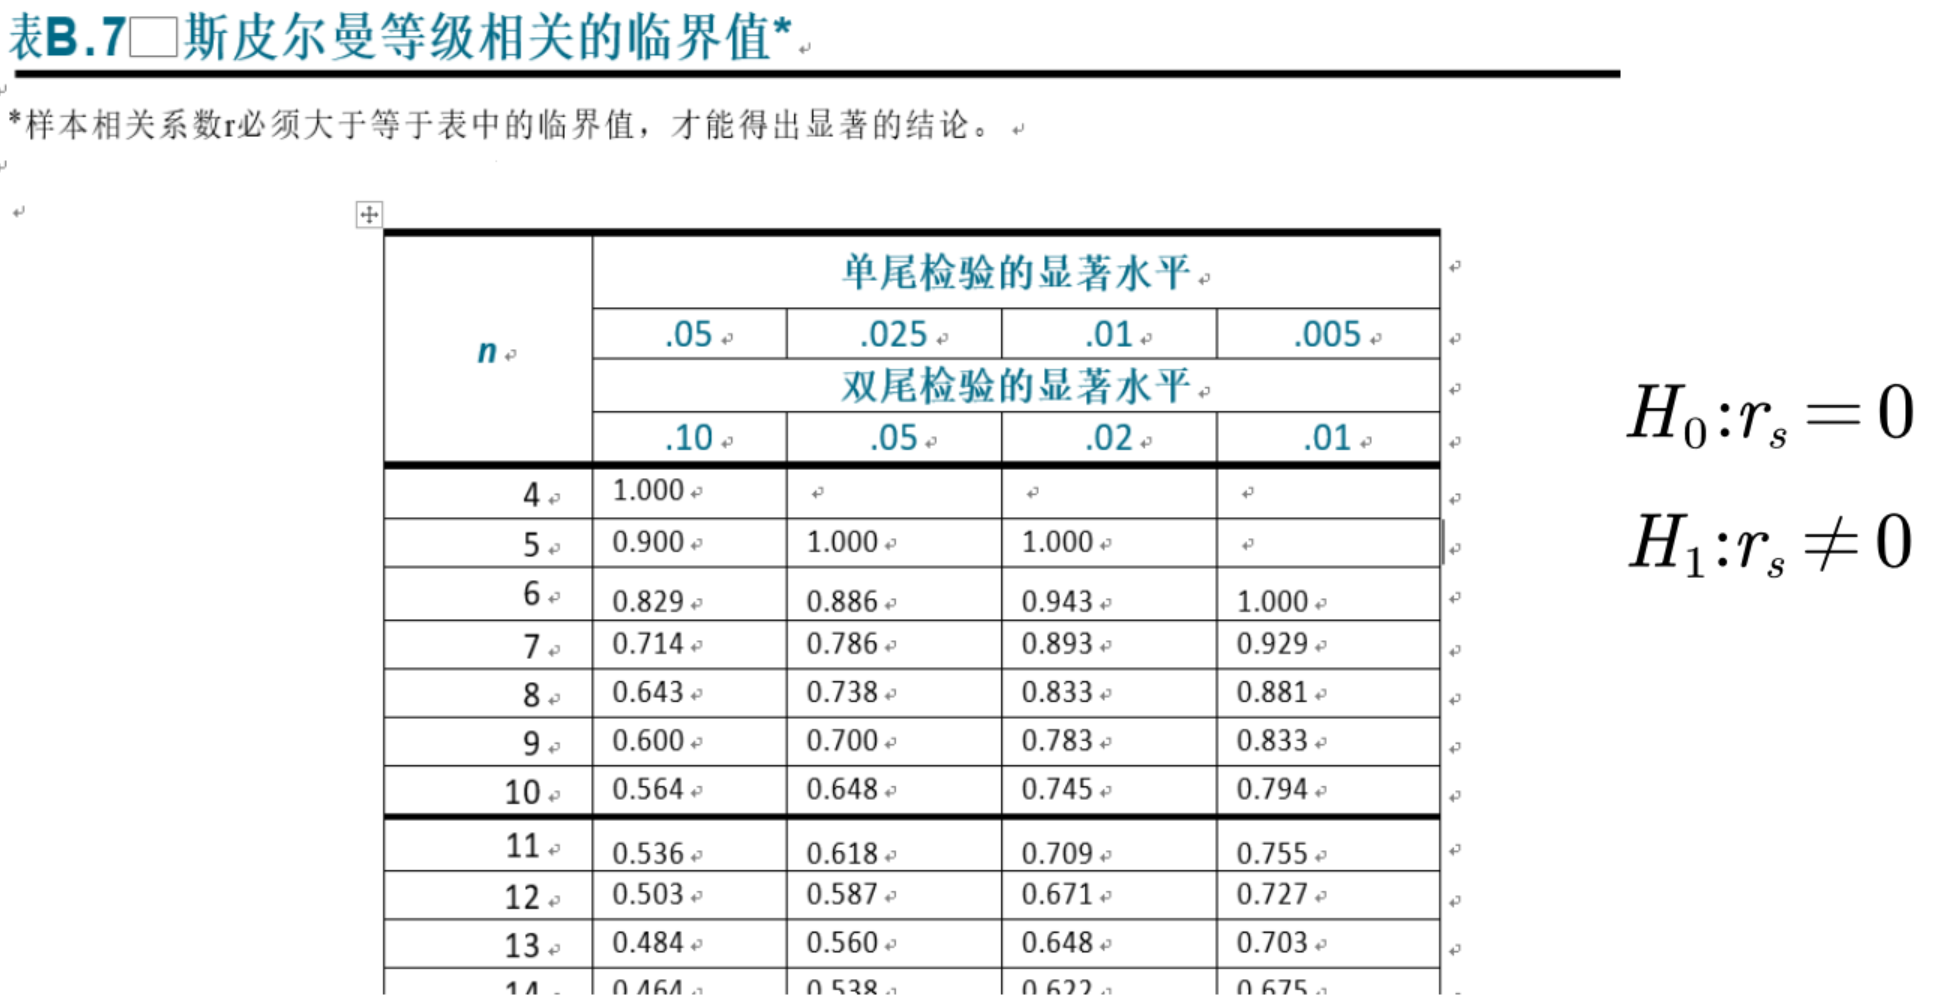 表B.7 斯皮尔曼等级相关的临界值*
*样本相关系数r必须大于等于表中的临界值，才能得出显著的结论。
单尾检验的显著水平
n .05 .025 .01 .005
双尾检验的显著水平
.10 .05 .02 .01
H₀:rₛ=0
H₁:rₛ≠0
4 1.000
5 0.900 1.000 1.000
6 0.829 0.886 0.943 1.000
7 0.714 0.786 0.893 0.929
8 0.643 0.738 0.833 0.881
9 0.600 0.700 0.783 0.833
10 0.564 0.648 0.745 0.794
11 0.536 0.618 0.709 0.755
12 0.503 0.587 0.671 0.727
13 0.484 0.560 0.648 0.703
14 0.464 0.538 0.622 0.675